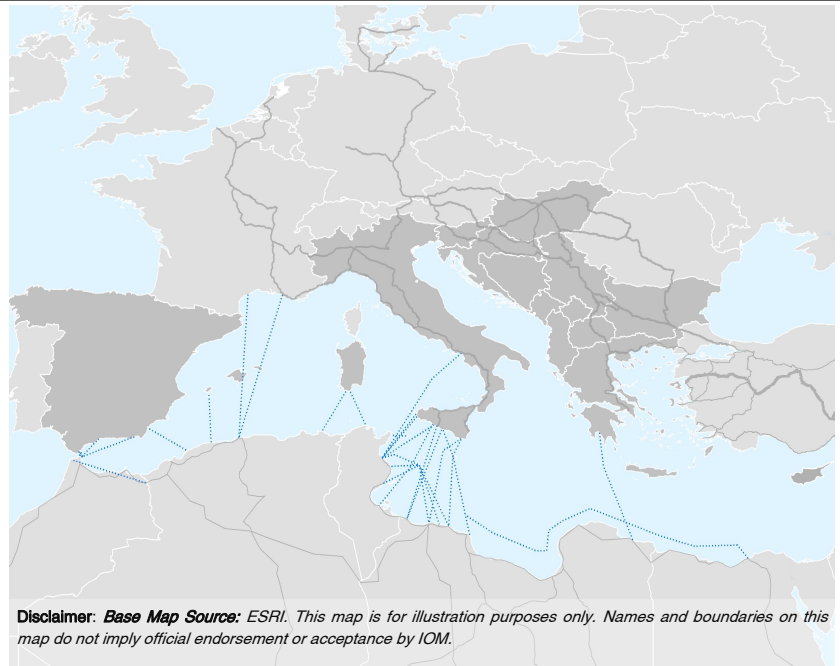 Disclaimer: Base Map Source: ESRI. This map is for illustration purposes only. Names and boundaries on this
map do not imply official endorsement or acceptance by IOM.